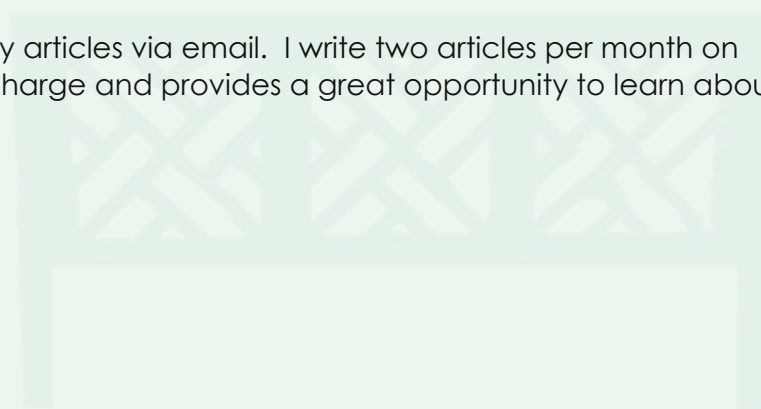 y articles via email.  I write two articles per month on
harge and provides a great opportunity to learn abou